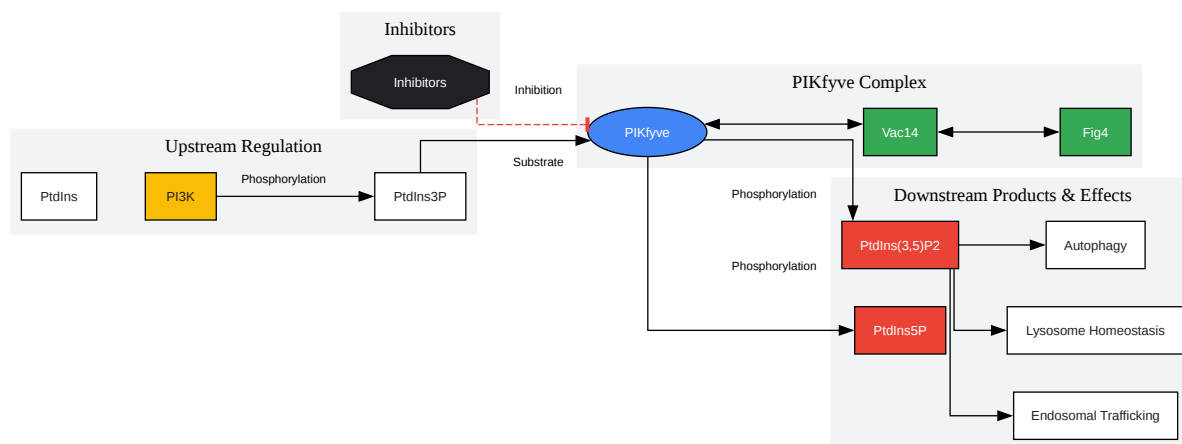 Inhibitors
Inhibitors
Inhibition
PIKfyve Complex
PIKfyve
Vac14
Fig4
Upstream Regulation
Substrate
PtdIns
PI3K
Phosphorylation
PtdIns3P
Phosphorylation
Downstream Products & Effects
PtdIns(3,5)P2
Autophagy
Phosphorylation
PtdIns5P
Lysosome Homeostasis
Endosomal Trafficking